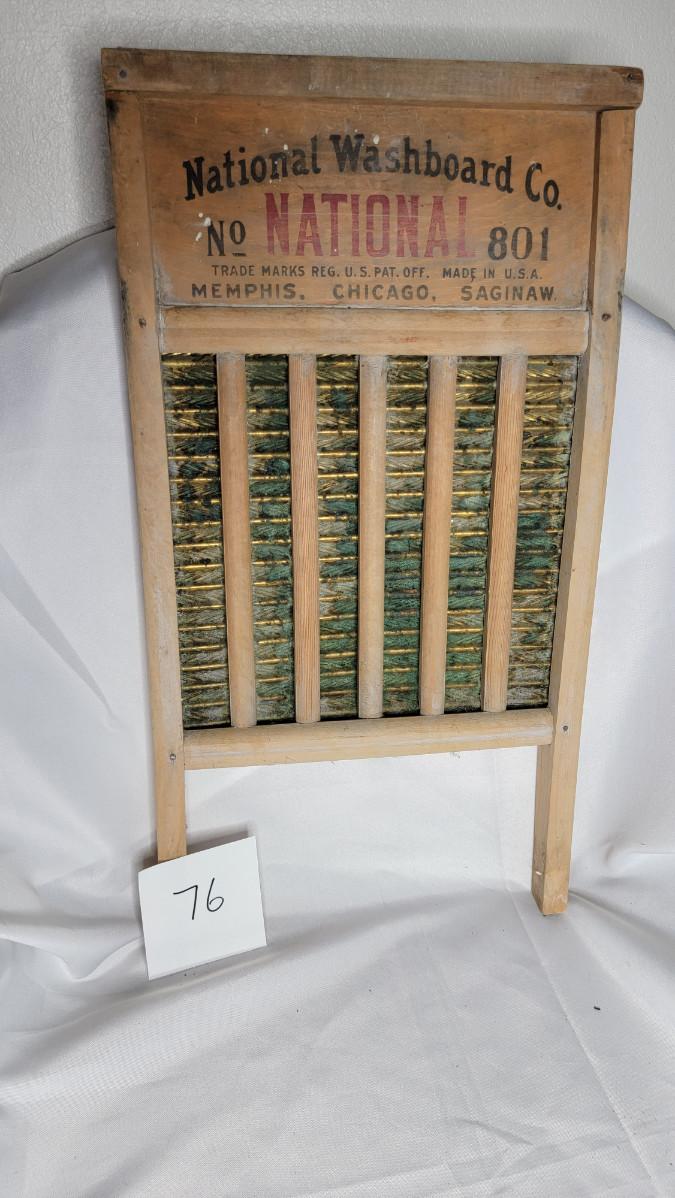 National Washboard Co.
No NATIONAL 801
TRADE MARKS REG. U.S. PAT. OFF. MADE IN U.S.A.
MEMPHIS, CHICAGO, SAGINAW.
76